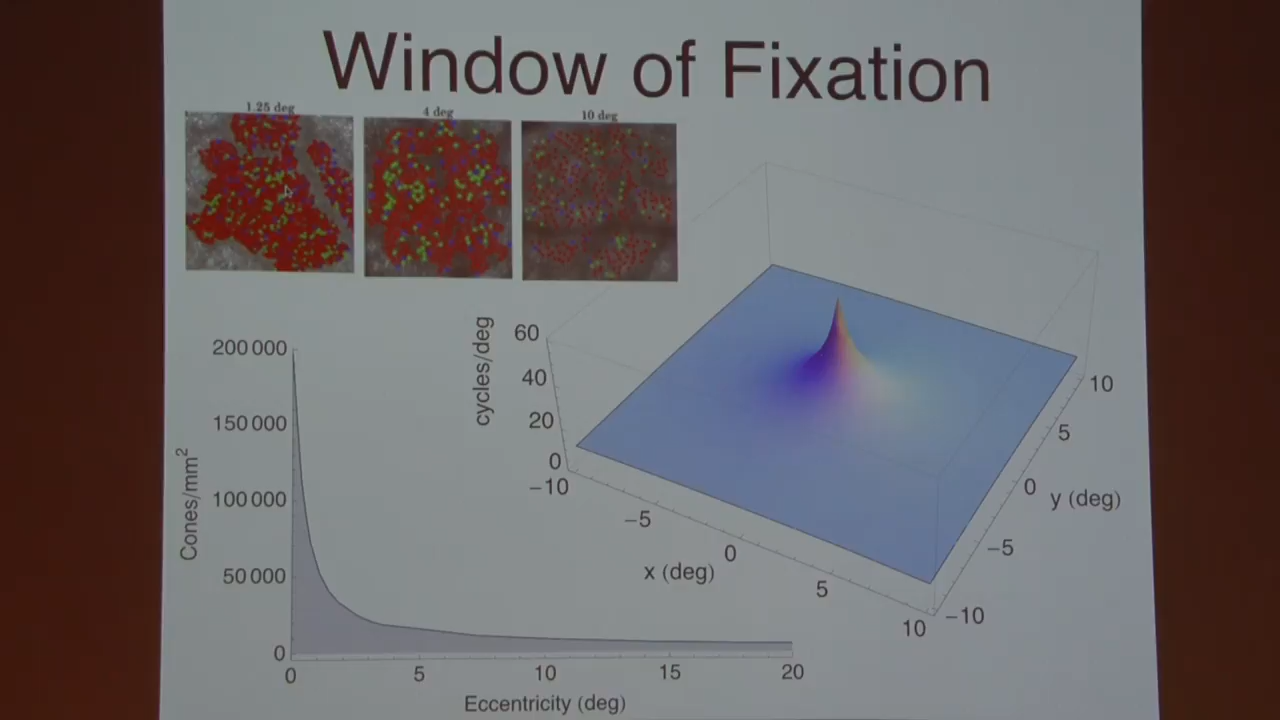 Window of Fixation
1.25 deg
4 deg
10 deg
200 000
150 000
100 000
50 000
0
Cones/mm2
0
5
10
15
20
Eccentricity (deg)
60
40
20
0
cycles/deg
−10
−5
0
5
10
x (deg)
10
5
0
−5
−10
y (deg)